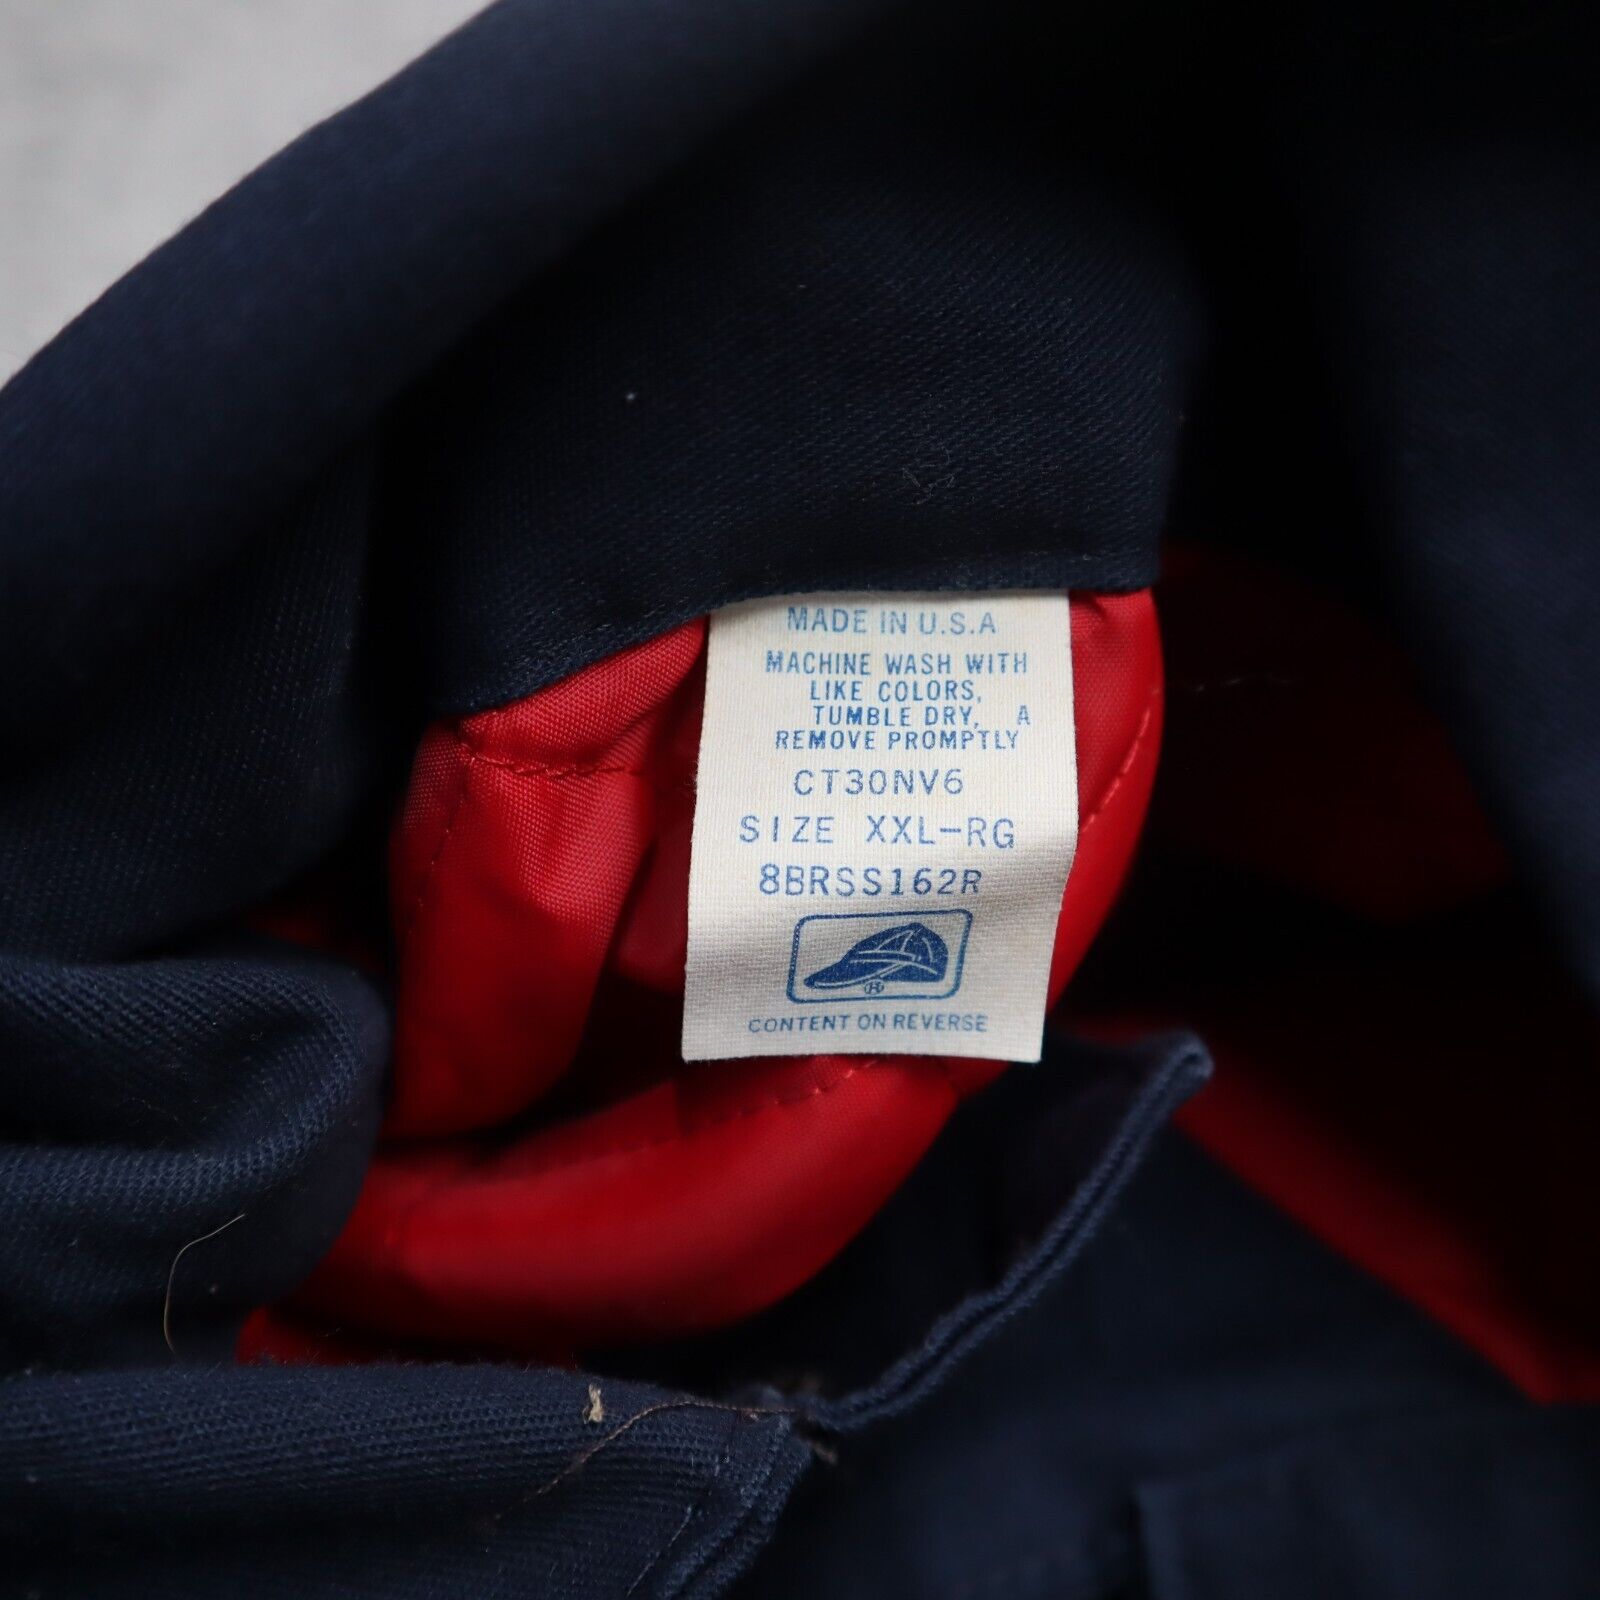 MADE IN U.S.A
MACHINE WASH WITH
LIKE COLORS,
TUMBLE DRY, A
REMOVE PROMPTLY
CT30NV6
SIZE XXL-RG
8BRSS162R
H
CONTENT ON REVERSE